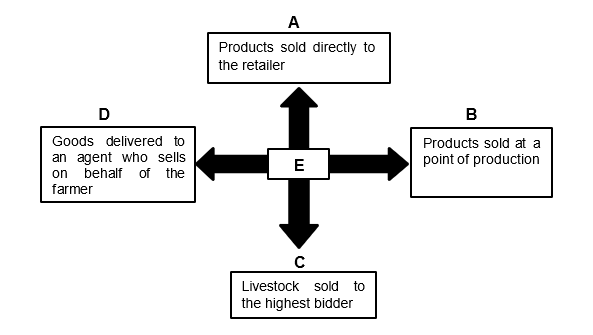 A
Products sold directly to
the retailer
D
Goods delivered to
an agent who sells
on behalf of the
farmer
E
B
Products sold at a
point of production
C
Livestock sold to
the highest bidder